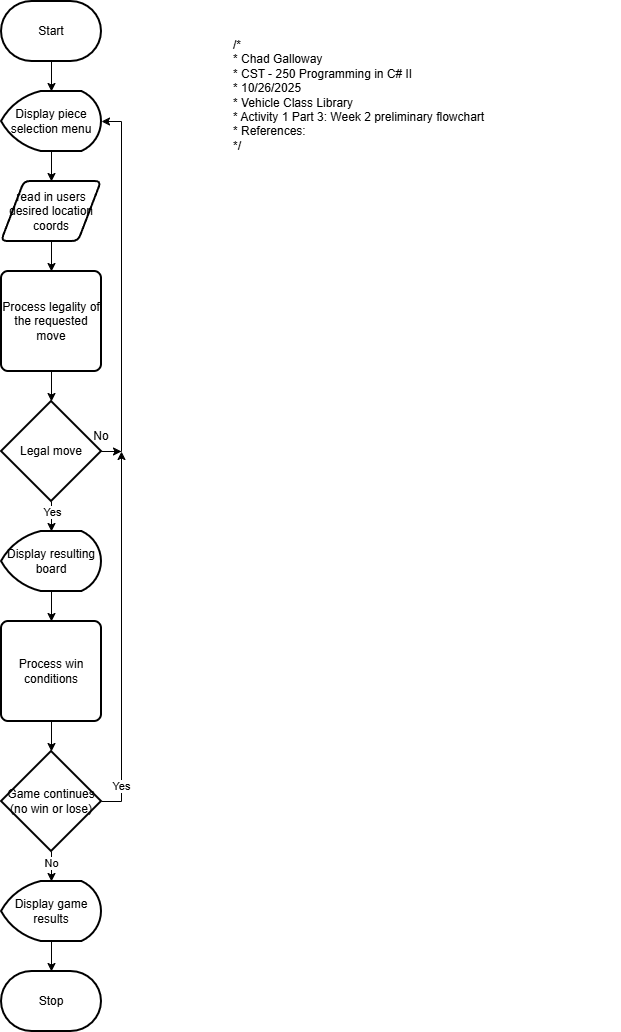 Start
/*
* Chad Galloway
* CST - 250 Programming in C# II
* 10/26/2025
* Vehicle Class Library
* Activity 1 Part 3: Week 2 preliminary flowchart
* References:
*/
Display piece
selection menu
read in users
desired location
coords
Process legality of
the requested
move
Legal move
No
Yes
Display resulting
board
Process win
conditions
Game continues
(no win or lose)
Yes
No
Display game
results
Stop